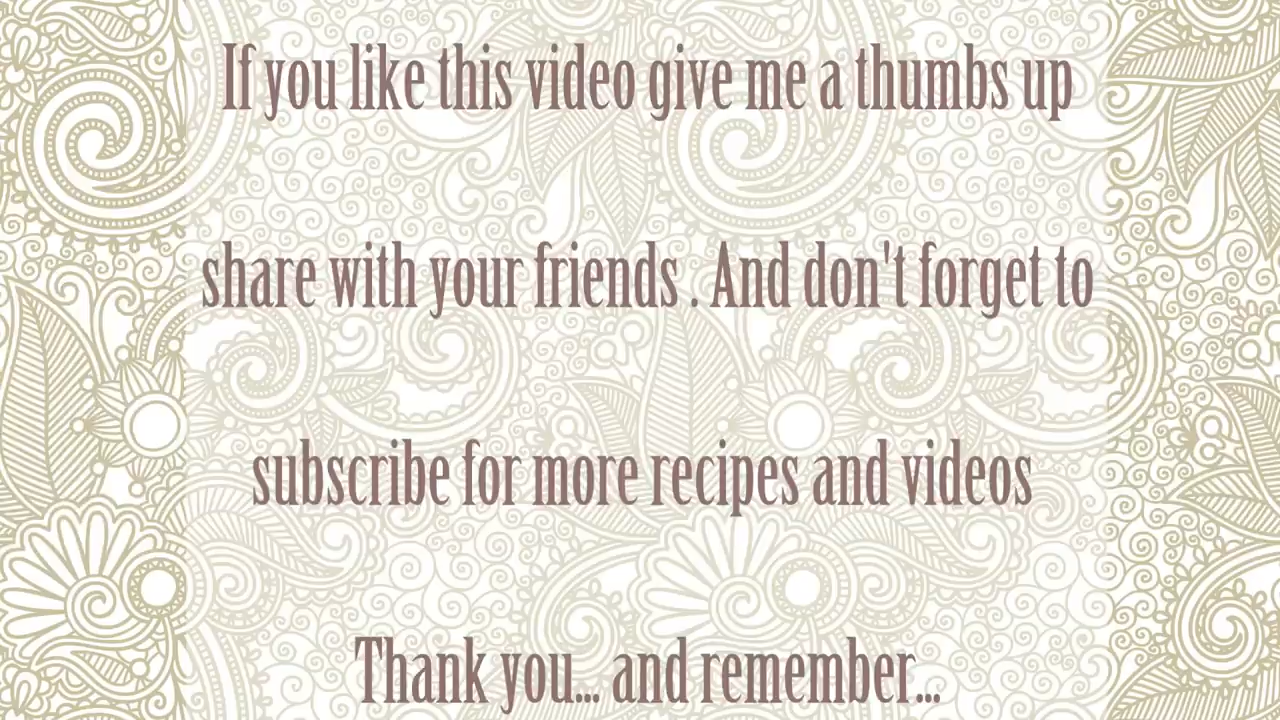 If you like this video give me a thumbs up
share with your friends . And don't forget to
subscribe for more recipes and videos
Thank you... and remember...